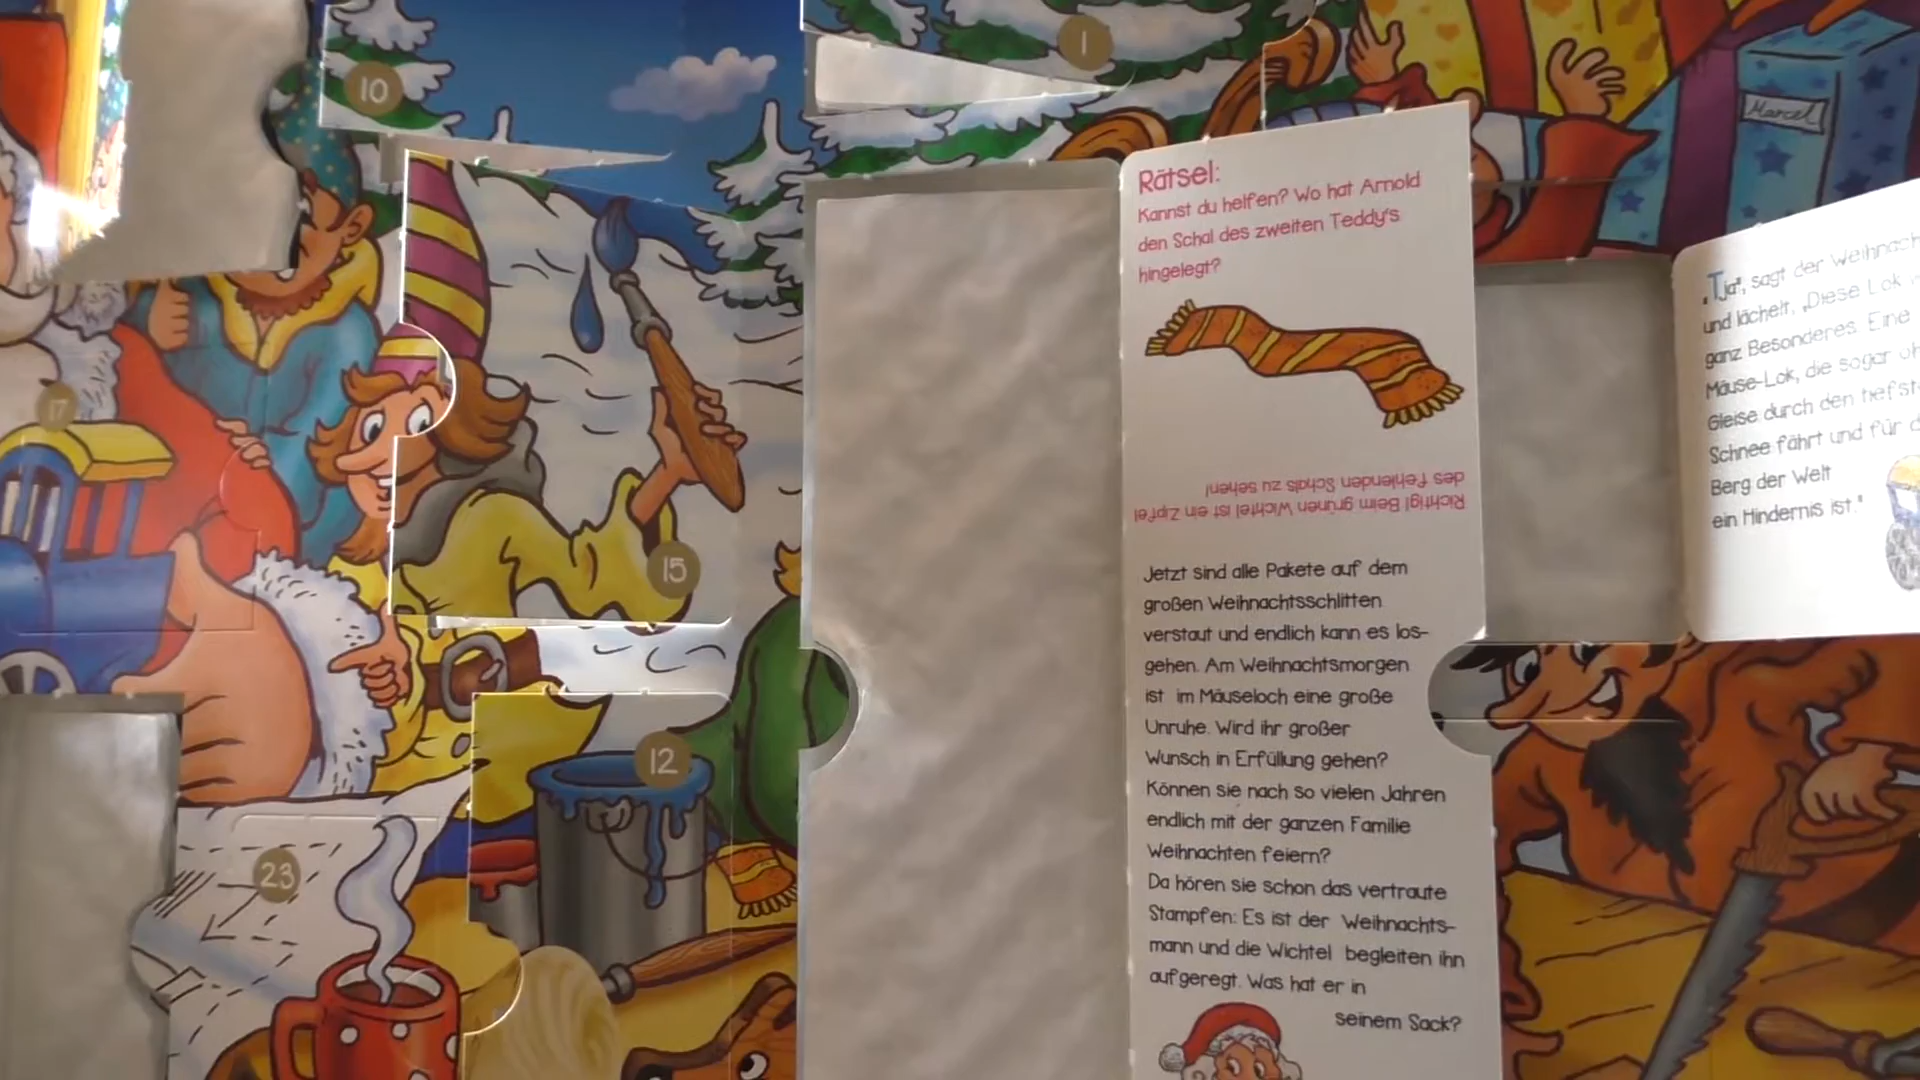 10
1
Marcel
17
15
12
23
Rätsel:
Kannst du helfen? Wo hat Arnold
den Schal des zweiten Teddy's
hingelegt?
Richtig! Beim grünen Wichtel ist ein Zipfel
des fehlenden Schals zu sehen!
Jetzt sind alle Pakete auf dem
großen Weihnachtsschlitten
verstaut und endlich kann es los-
gehen. Am Weihnachtsmorgen
ist im Mäuseloch eine große
Unruhe. Wird ihr großer
Wunsch in Erfüllung gehen?
Können sie nach so vielen Jahren
endlich mit der ganzen Familie
Weihnachten feiern?
Da hören sie schon das vertraute
Stampfen: Es ist der Weihnachts-
mann und die Wichtel begleiten ihn
aufgeregt. Was hat er in
seinem Sack?
„Tja", sagt der Weihnach
und lächelt, „Diese Lok
ganz Besonderes. Eine
Mäuse-Lok, die sogar oh
Gleise durch den tiefst
Schnee fährt und für d
Berg der Welt
ein Hindernis ist."